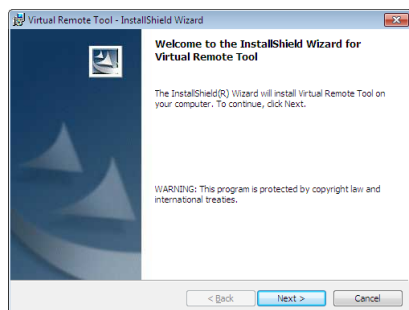 Virtual Remote Tool - InstallShield Wizard
Welcome to the InstallShield Wizard for
Virtual Remote Tool
The InstallShield(R) Wizard will install Virtual Remote Tool on
your computer. To continue, click Next.
WARNING: This program is protected by copyright law and
international treaties.
< Back
Next >
Cancel